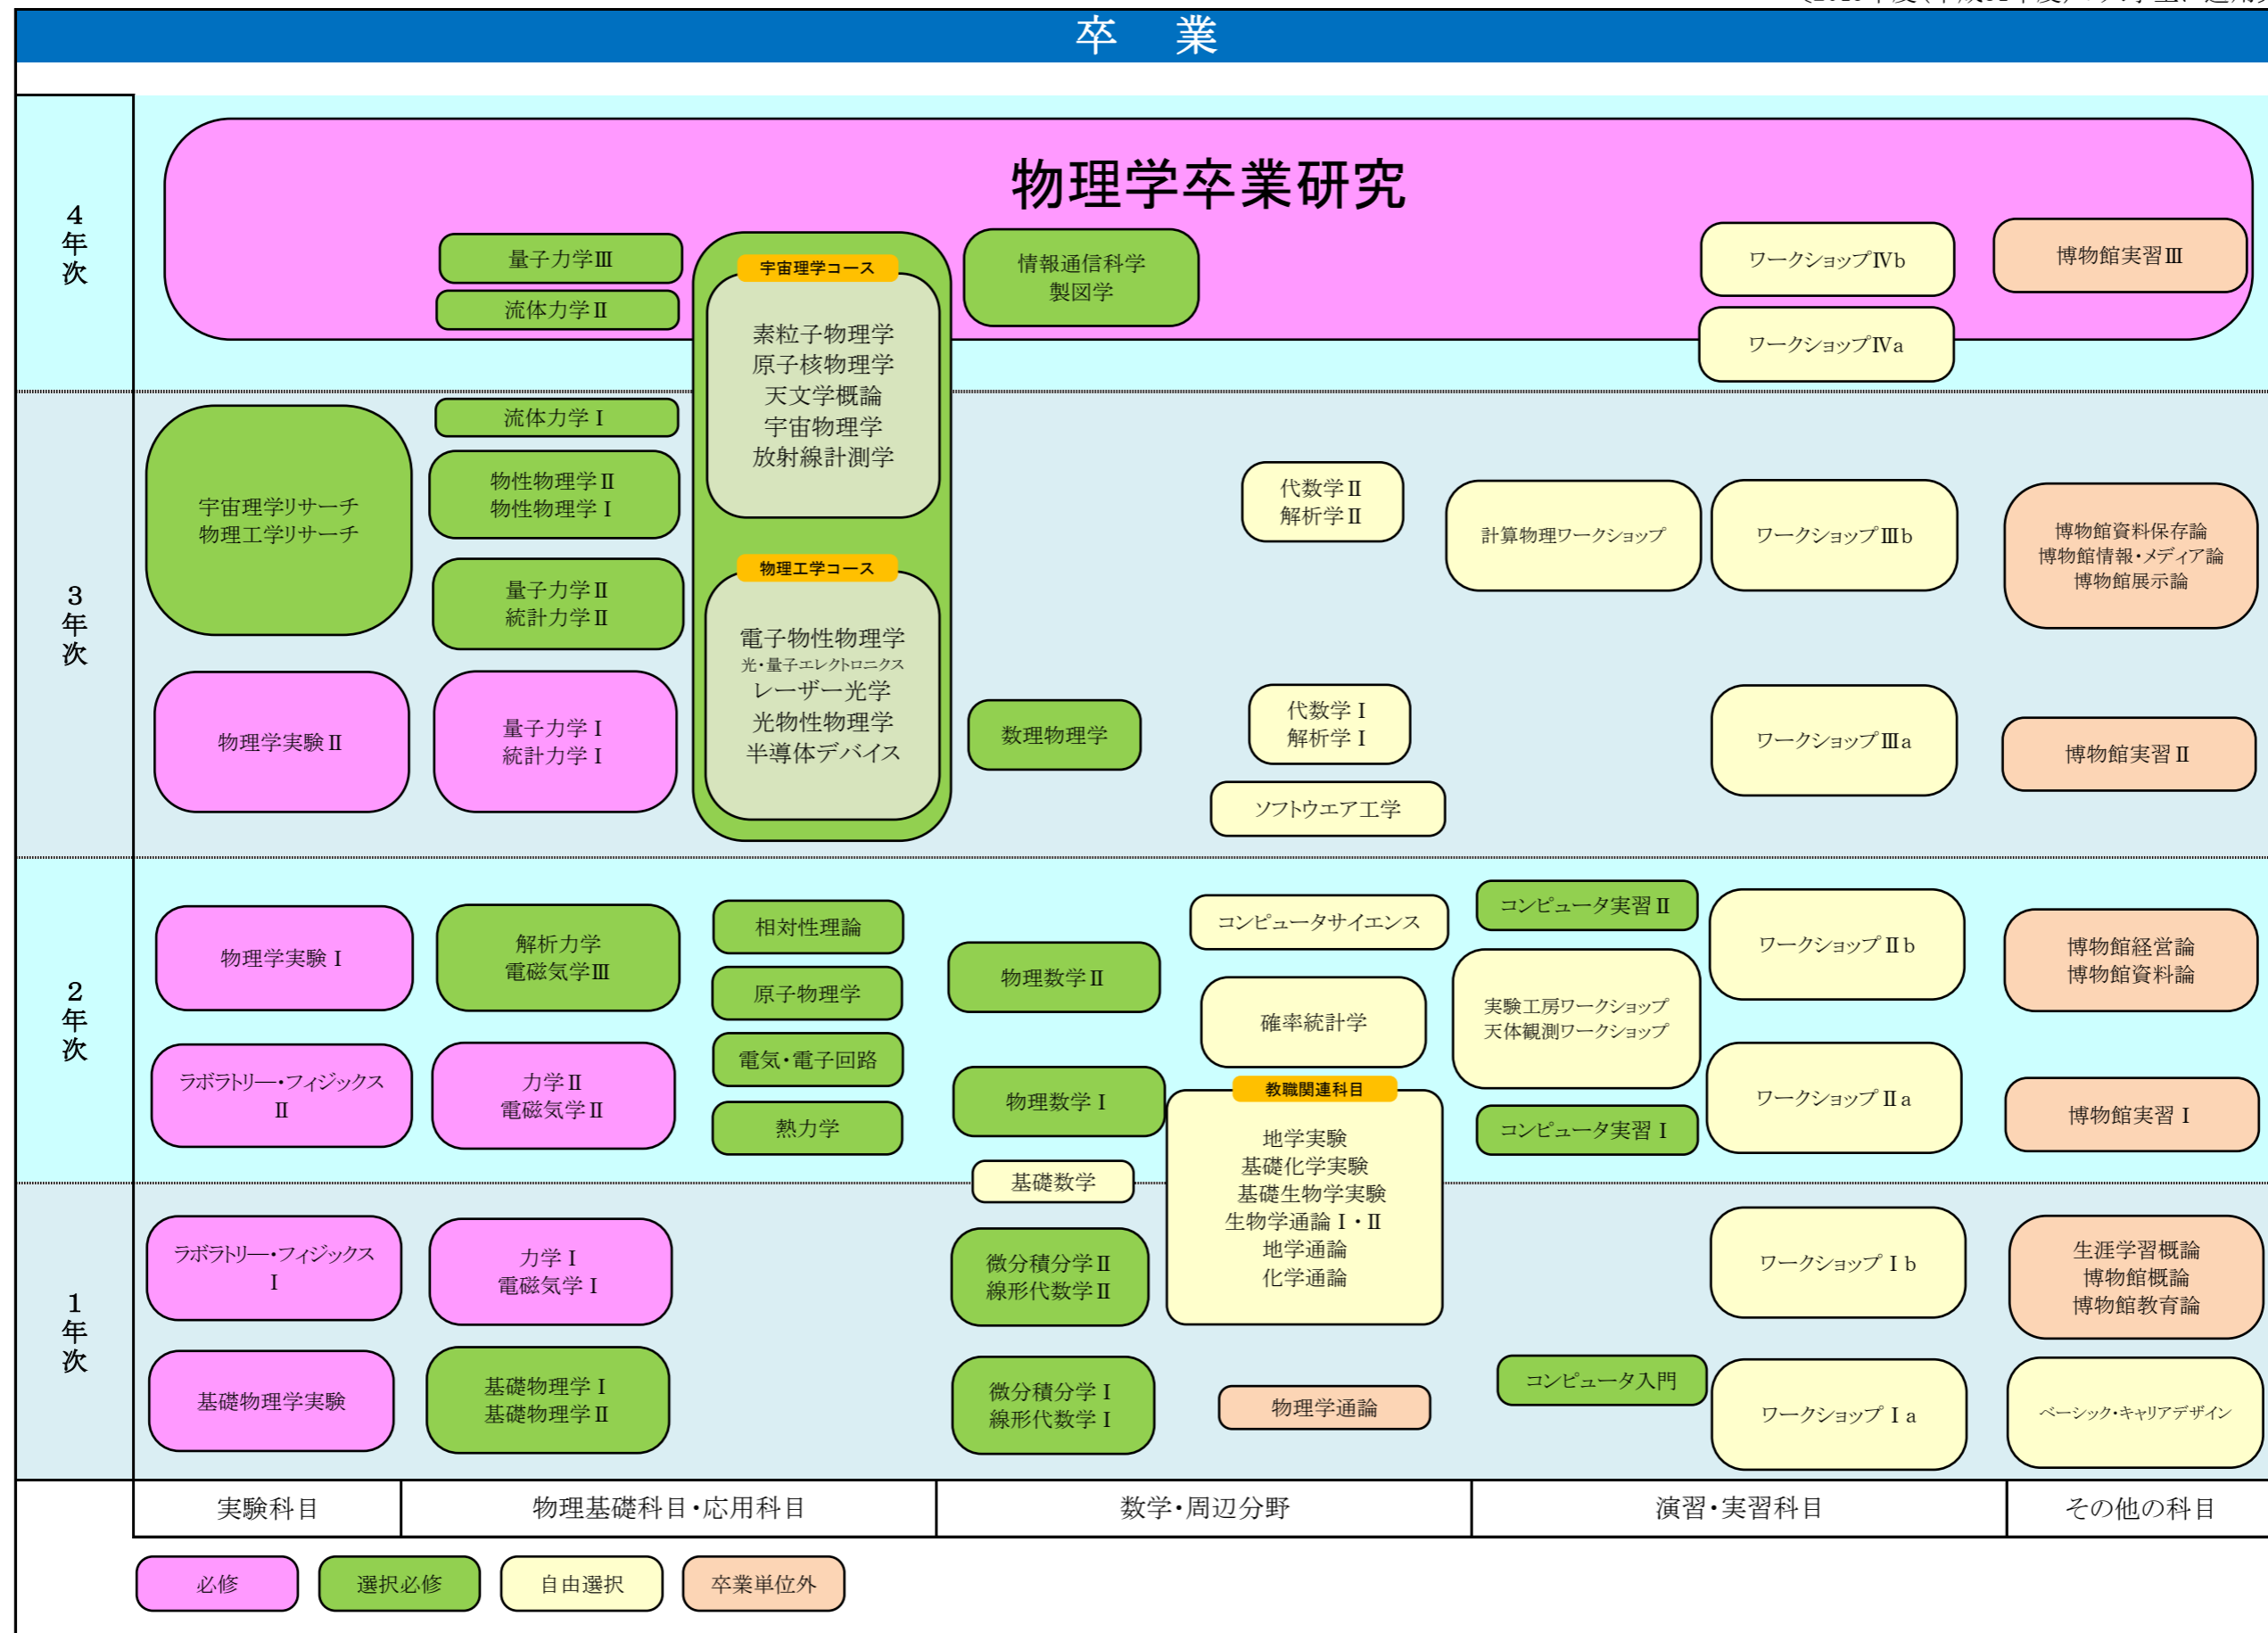 卒 業
4年次
物理学卒業研究
量子力学Ⅲ
流体力学Ⅱ
宇宙理学コース
素粒子物理学
原子核物理学
天文学概論
宇宙物理学
放射線計測学
情報通信科学
製図学
ワークショップⅣb
ワークショップⅣa
博物館実習Ⅲ
3年次
宇宙理学リサーチ
物理工学リサーチ
流体力学Ⅰ
物性物理学Ⅱ
物性物理学Ⅰ
量子力学Ⅱ
統計力学Ⅱ
物理工学コース
電子物性物理学
光・量子エレクトロニクス
レーザー光学
光物性物理学
半導体デバイス
代数学Ⅱ
解析学Ⅱ
計算物理ワークショップ
ワークショップⅢb
博物館資料保存論
博物館情報・メディア論
博物館展示論
物理学実験Ⅱ
量子力学Ⅰ
統計力学Ⅰ
数理物理学
代数学Ⅰ
解析学Ⅰ
ソフトウエア工学
ワークショップⅢa
博物館実習Ⅱ
2年次
物理学実験Ⅰ
解析力学
電磁気学Ⅲ
相対性理論
原子物理学
電気・電子回路
熱力学
物理数学Ⅱ
コンピュータサイエンス
確率統計学
コンピュータ実習Ⅱ
実験工房ワークショップ
天体観測ワークショップ
ワークショップⅡb
博物館経営論
博物館資料論
ラボラトリー・フィジックス
Ⅱ
力学Ⅱ
電磁気学Ⅱ
物理数学Ⅰ
基礎数学
教職関連科目
地学実験
基礎化学実験
基礎生物学実験
生物学通論Ⅰ・Ⅱ
地学通論
化学通論
コンピュータ実習Ⅰ
ワークショップⅡa
博物館実習Ⅰ
1年次
ラボラトリー・フィジックス
Ⅰ
力学Ⅰ
電磁気学Ⅰ
微分積分学Ⅱ
線形代数学Ⅱ
ワークショップⅠb
生涯学習概論
博物館概論
博物館教育論
基礎物理学実験
基礎物理学Ⅰ
基礎物理学Ⅱ
微分積分学Ⅰ
線形代数学Ⅰ
物理学通論
コンピュータ入門
ワークショップⅠa
ベーシック・キャリアデザイン
実験科目
物理基礎科目・応用科目
数学・周辺分野
演習・実習科目
その他の科目
必修
選択必修
自由選択
卒業単位外